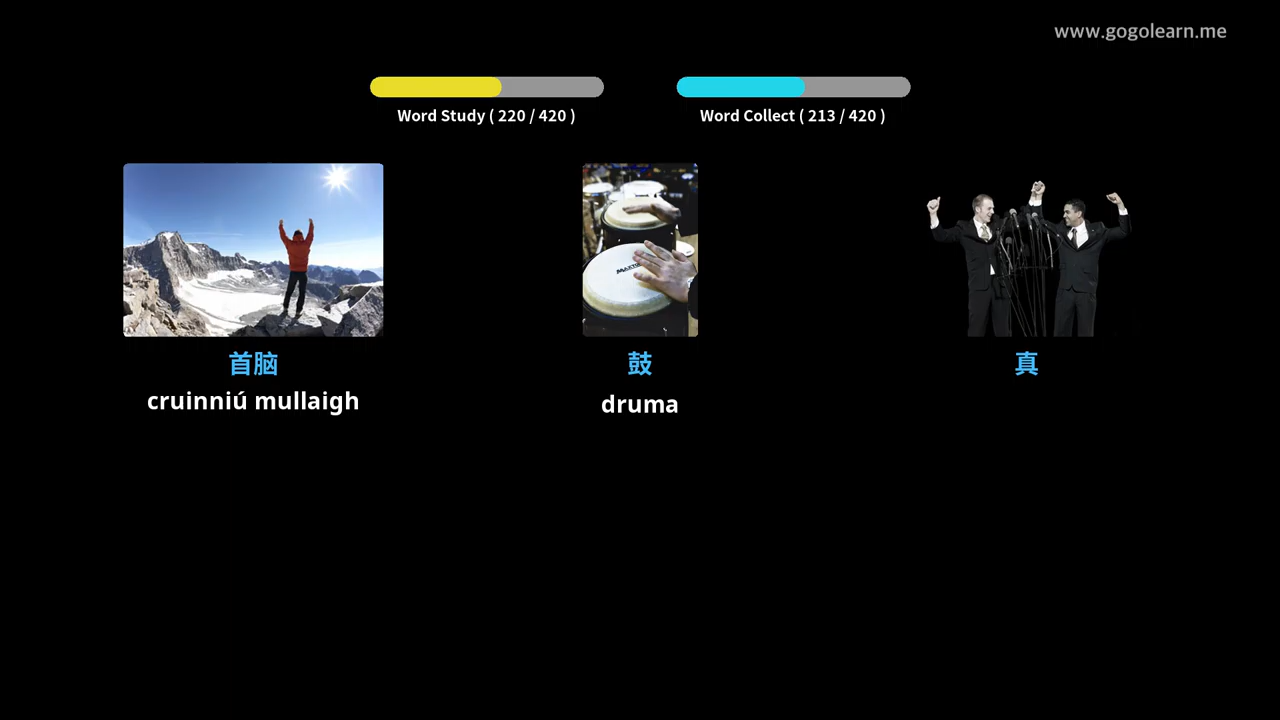 www.gogolearn.me
Word Study ( 220 / 420 )
Word Collect ( 213 / 420 )
首脑
鼓
真
cruinniú mullaigh
druma